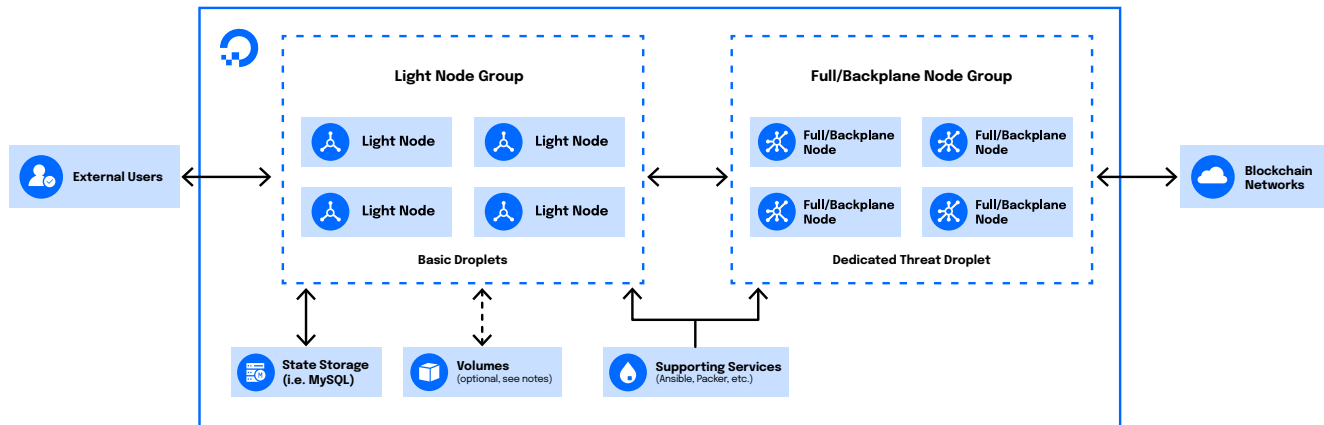 Light Node Group
Full/Backplane Node Group
Light Node
Light Node
Full/Backplane
Node
Full/Backplane
Node
External Users
Blockchain
Networks
Light Node
Light Node
Full/Backplane
Node
Full/Backplane
Node
Basic Droplets
Dedicated Threat Droplet
State Storage
(i.e. MySQL)
Volumes
(optional, see notes)
Supporting Services
(Ansible, Packer, etc.)
M